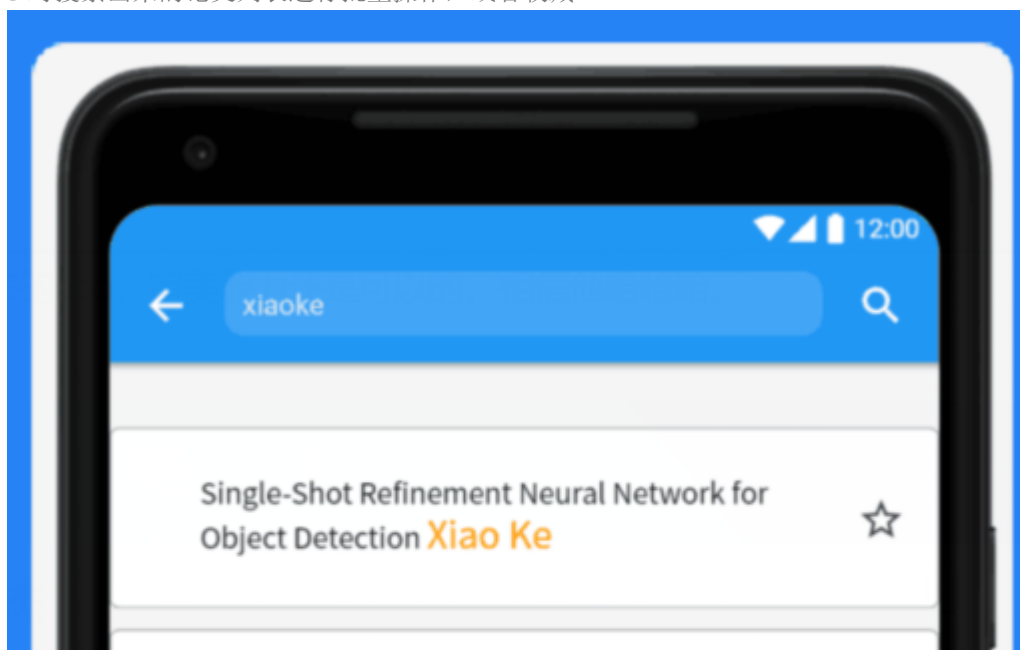 12:00
xiaoke
Single-Shot Refinement Neural Network for
Object Detection Xiao Ke